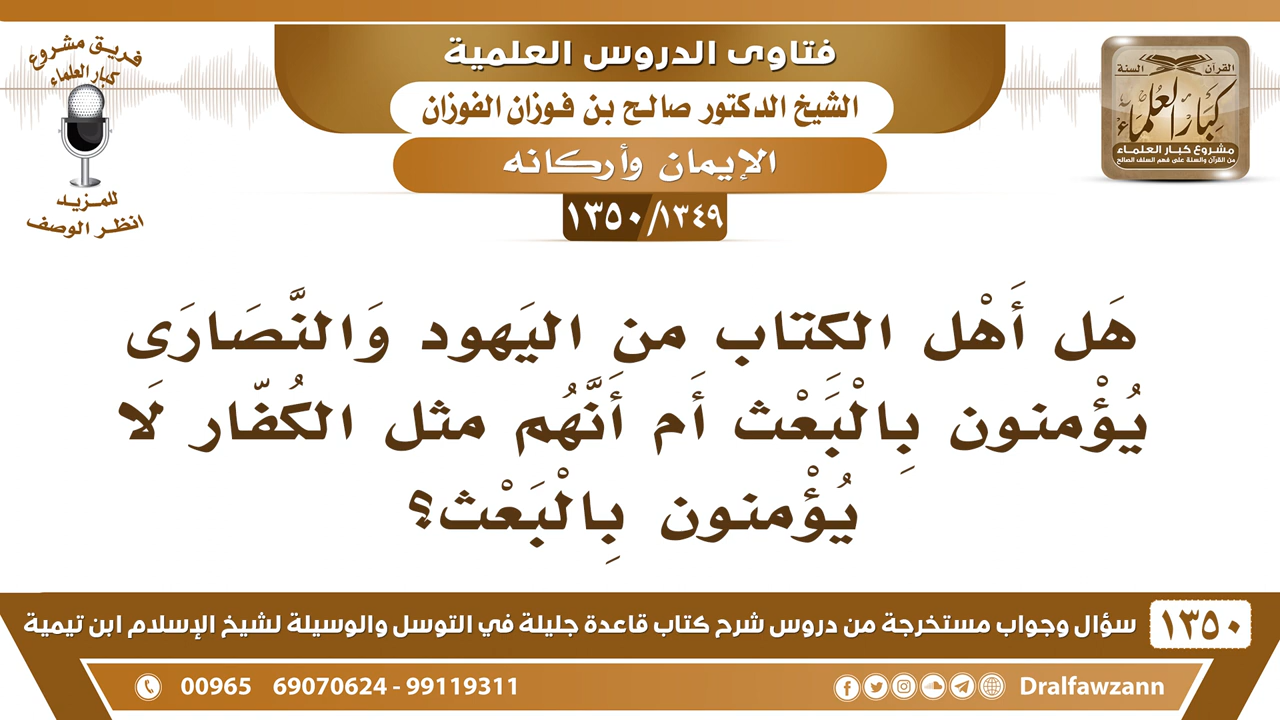 فتاوى الدروس العلمية
الشيخ الدكتور صالح بن فوزان الفوزان
الإيمان وأركانه
١٣٤٩/١٣٥٠
فريق مشروع
كبار العلماء
للمزيد
انظر الوصف
القرآن السنة
كبار العلماء
مشروع كبار العلماء
من القرآن والسنة على فهم السلف الصالح
هَل أَهْل الكتاب من اليَهود وَالنَّصَارَى
يُؤْمنون بِالْبَعْث أَم أَنَّهُم مثل الكُفّار لَا
يُؤْمنون بِالْبَعْث؟
١٣٥٠ سؤال وجواب مستخرجة من دروس شرح كتاب قاعدة جليلة في التوسل والوسيلة لشيخ الإسلام ابن تيمية
00965 69070624 - 99119311
Dralfawzann